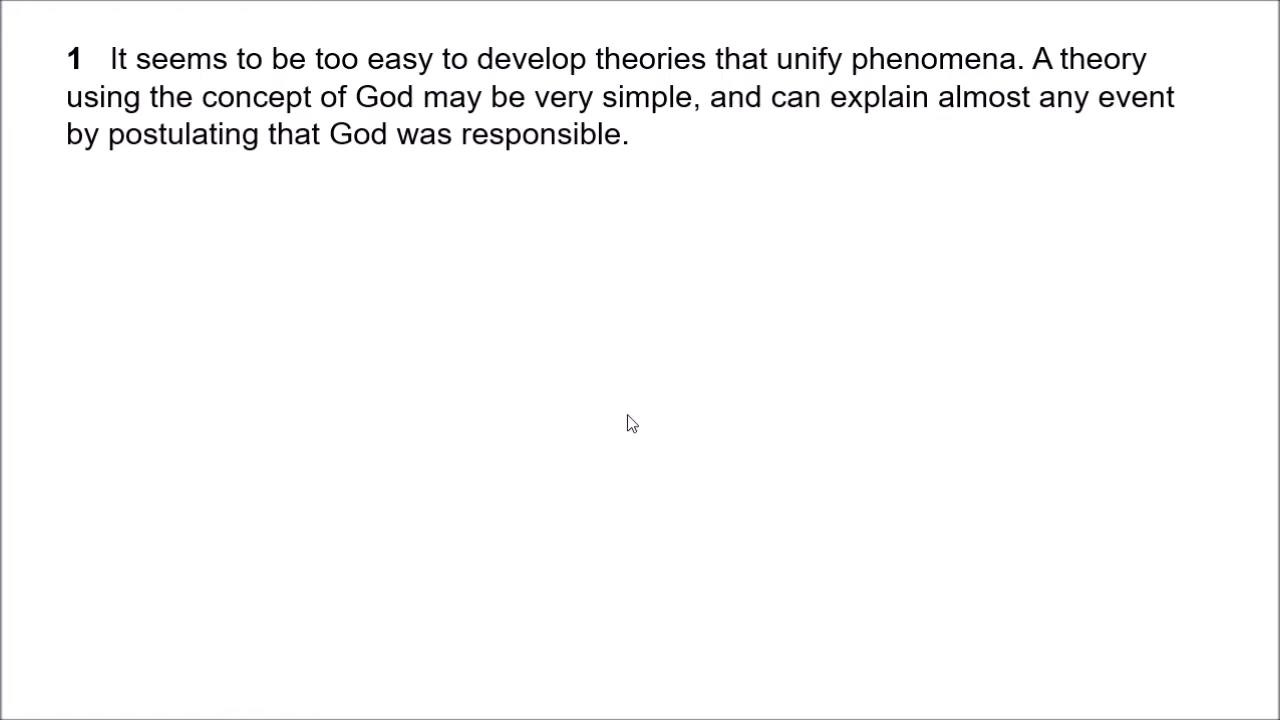 1 It seems to be too easy to develop theories that unify phenomena. A theory
using the concept of God may be very simple, and can explain almost any event
by postulating that God was responsible.